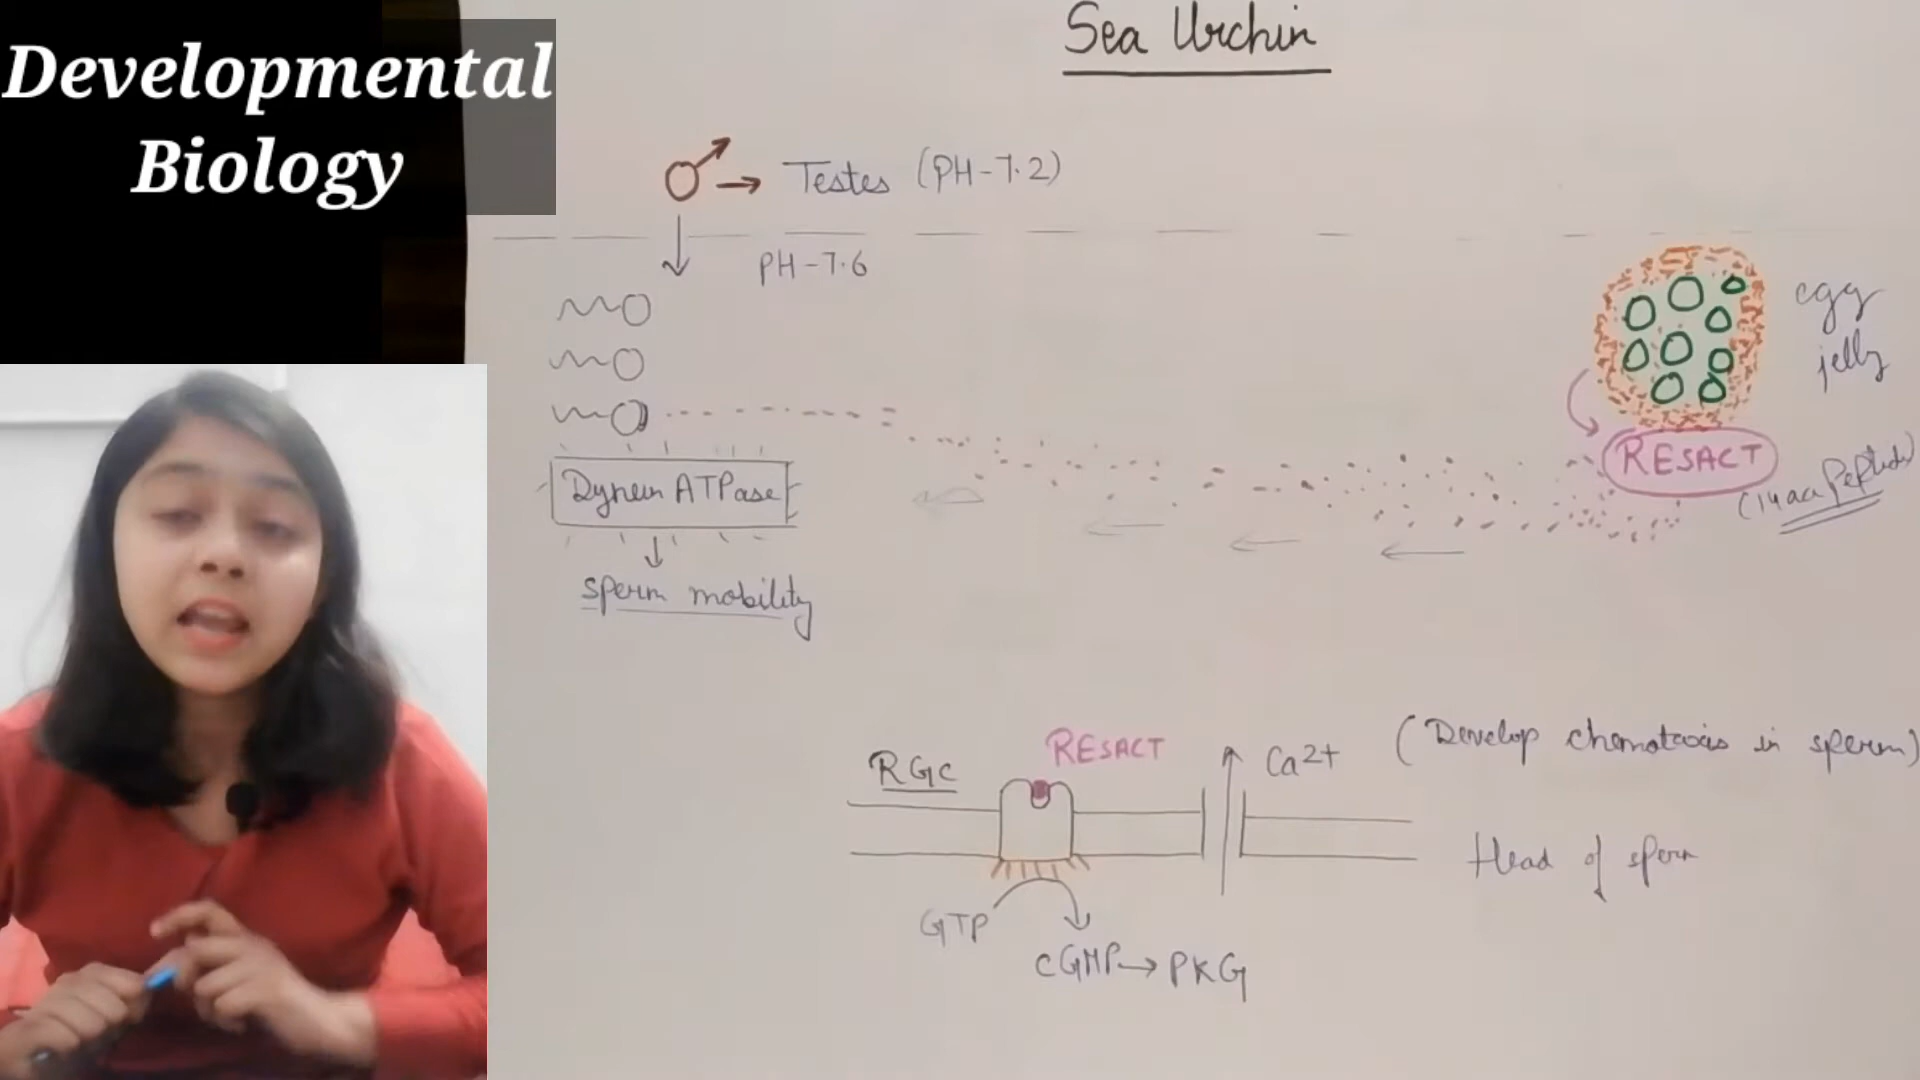 Developmental
Biology
Sea Urchin
Testes (PH-7.2)
PH-7.6
egg
jelly
RESACT
(14 aa Peptide)
Dynein ATPase
sperm mobility
RESACT
RGC
Ca2+
(Develop chemotaxis in sperm)
Head of sperm
GTP
cGMP→PKG